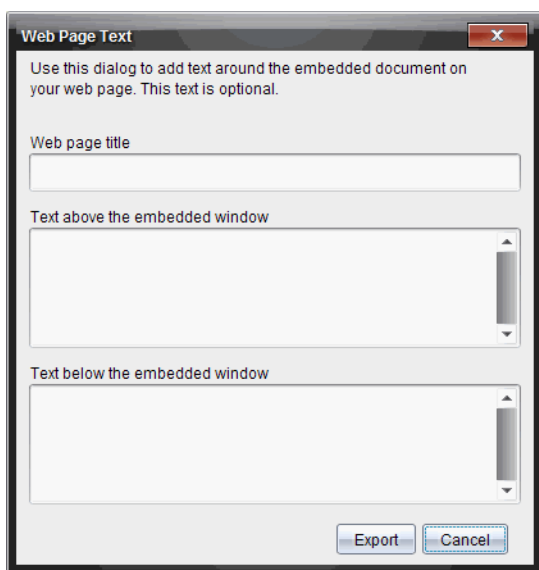 Web Page Text
Use this dialog to add text around the embedded document on
your web page. This text is optional.
Web page title
Text above the embedded window
Text below the embedded window
Export Cancel